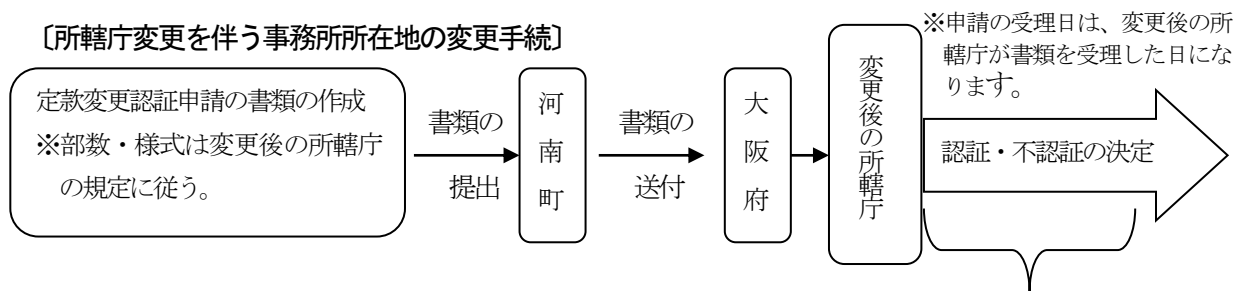 〔所轄庁変更を伴う事務所所在地の変更手続〕
定款変更認証申請の書類の作成
※部数・様式は変更後の所轄庁
の規定に従う。
書類の
提出
河南町
書類の
送付
大阪府
変更後の所轄庁
※申請の受理日は、変更後の所
轄庁が書類を受理した日にな
ります。
認証・不認証の決定